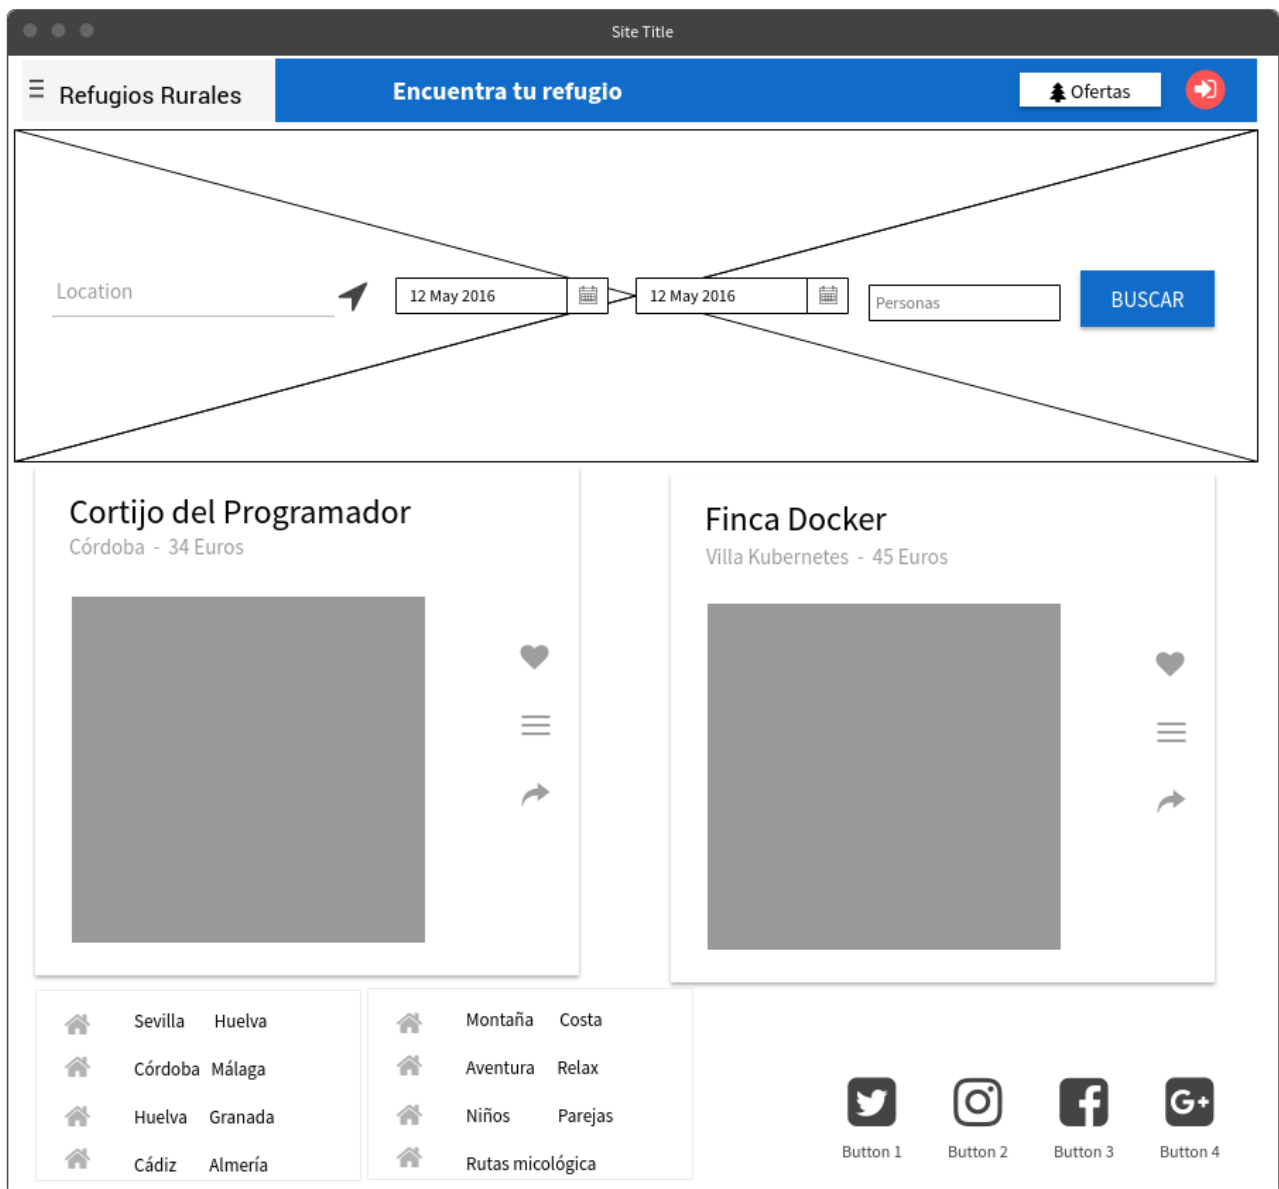 Site Title
Refugios Rurales
Encuentra tu refugio
Ofertas
Location
12 May 2016
12 May 2016
Personas
BUSCAR
Cortijo del Programador
Córdoba - 34 Euros
Finca Docker
Villa Kubernetes - 45 Euros
Sevilla Huelva
Córdoba Málaga
Huelva Granada
Cádiz Almería
Montaña Costa
Aventura Relax
Niños Parejas
Rutas micológica
G+
Button 1
Button 2
Button 3
Button 4